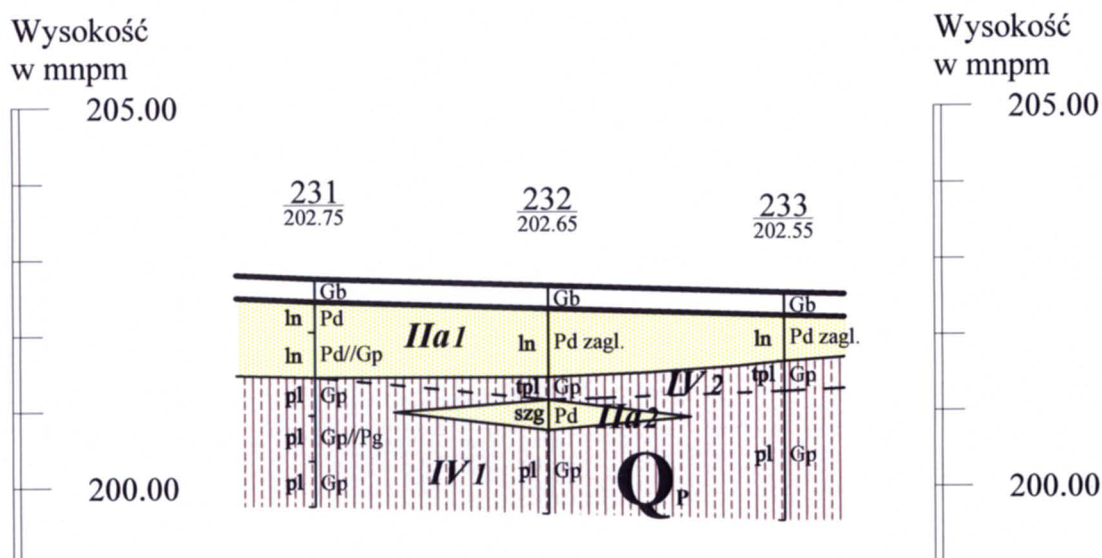 Wysokość
w mnpm
205.00
200.00
Wysokość
w mnpm
205.00
200.00
231
202.75
232
202.65
233
202.55
Gb
Gb
Gb
ln Pd
IIa1
ln Pd zagl.
ln Pd zagl.
ln Pd//Gp
pl Gp
tpl Gp
IV2
tpl Gp
szg Pd
IIa2
pl Gp//Pg
IV1
pl Gp
Qp
pl Gp
pl Gp